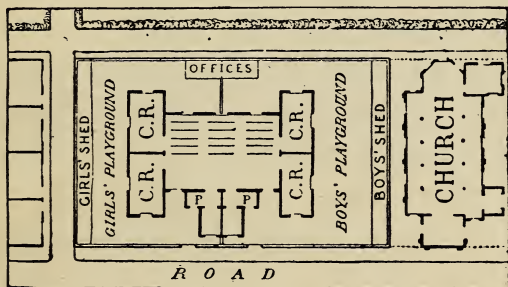 OFFICES
GIRLS' SHED
GIRLS' PLAYGROUND
C.R.
C.R.
C.R.
C.R.
P
P
BOYS' PLAYGROUND
BOYS' SHED
CHURCH
ROAD